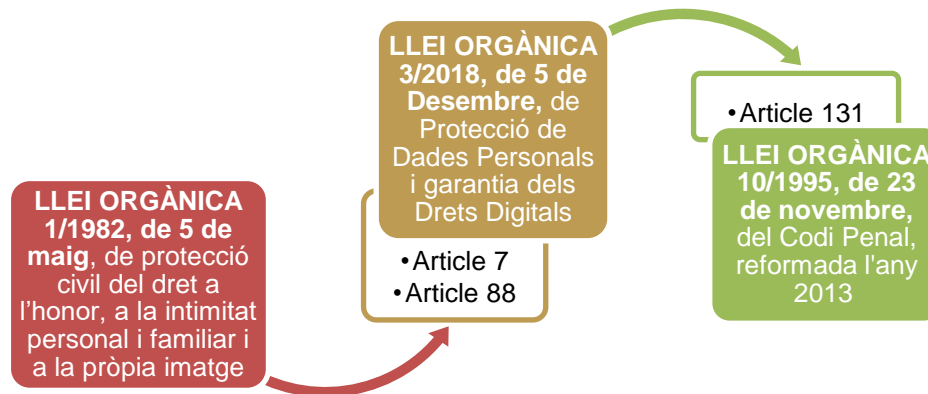 LLEI ORGÀNICA
1/1982, de 5 de
maig, de protecció
civil del dret a
l’honor, a la intimitat
personal i familiar i
a la pròpia imatge
LLEI ORGÀNICA
3/2018, de 5 de
Desembre, de
Protecció de
Dades Personals
i garantia dels
Drets Digitals
•Article 7
•Article 88
•Article 131
LLEI ORGÀNICA
10/1995, de 23
de novembre,
del Codi Penal,
reformada l'any
2013